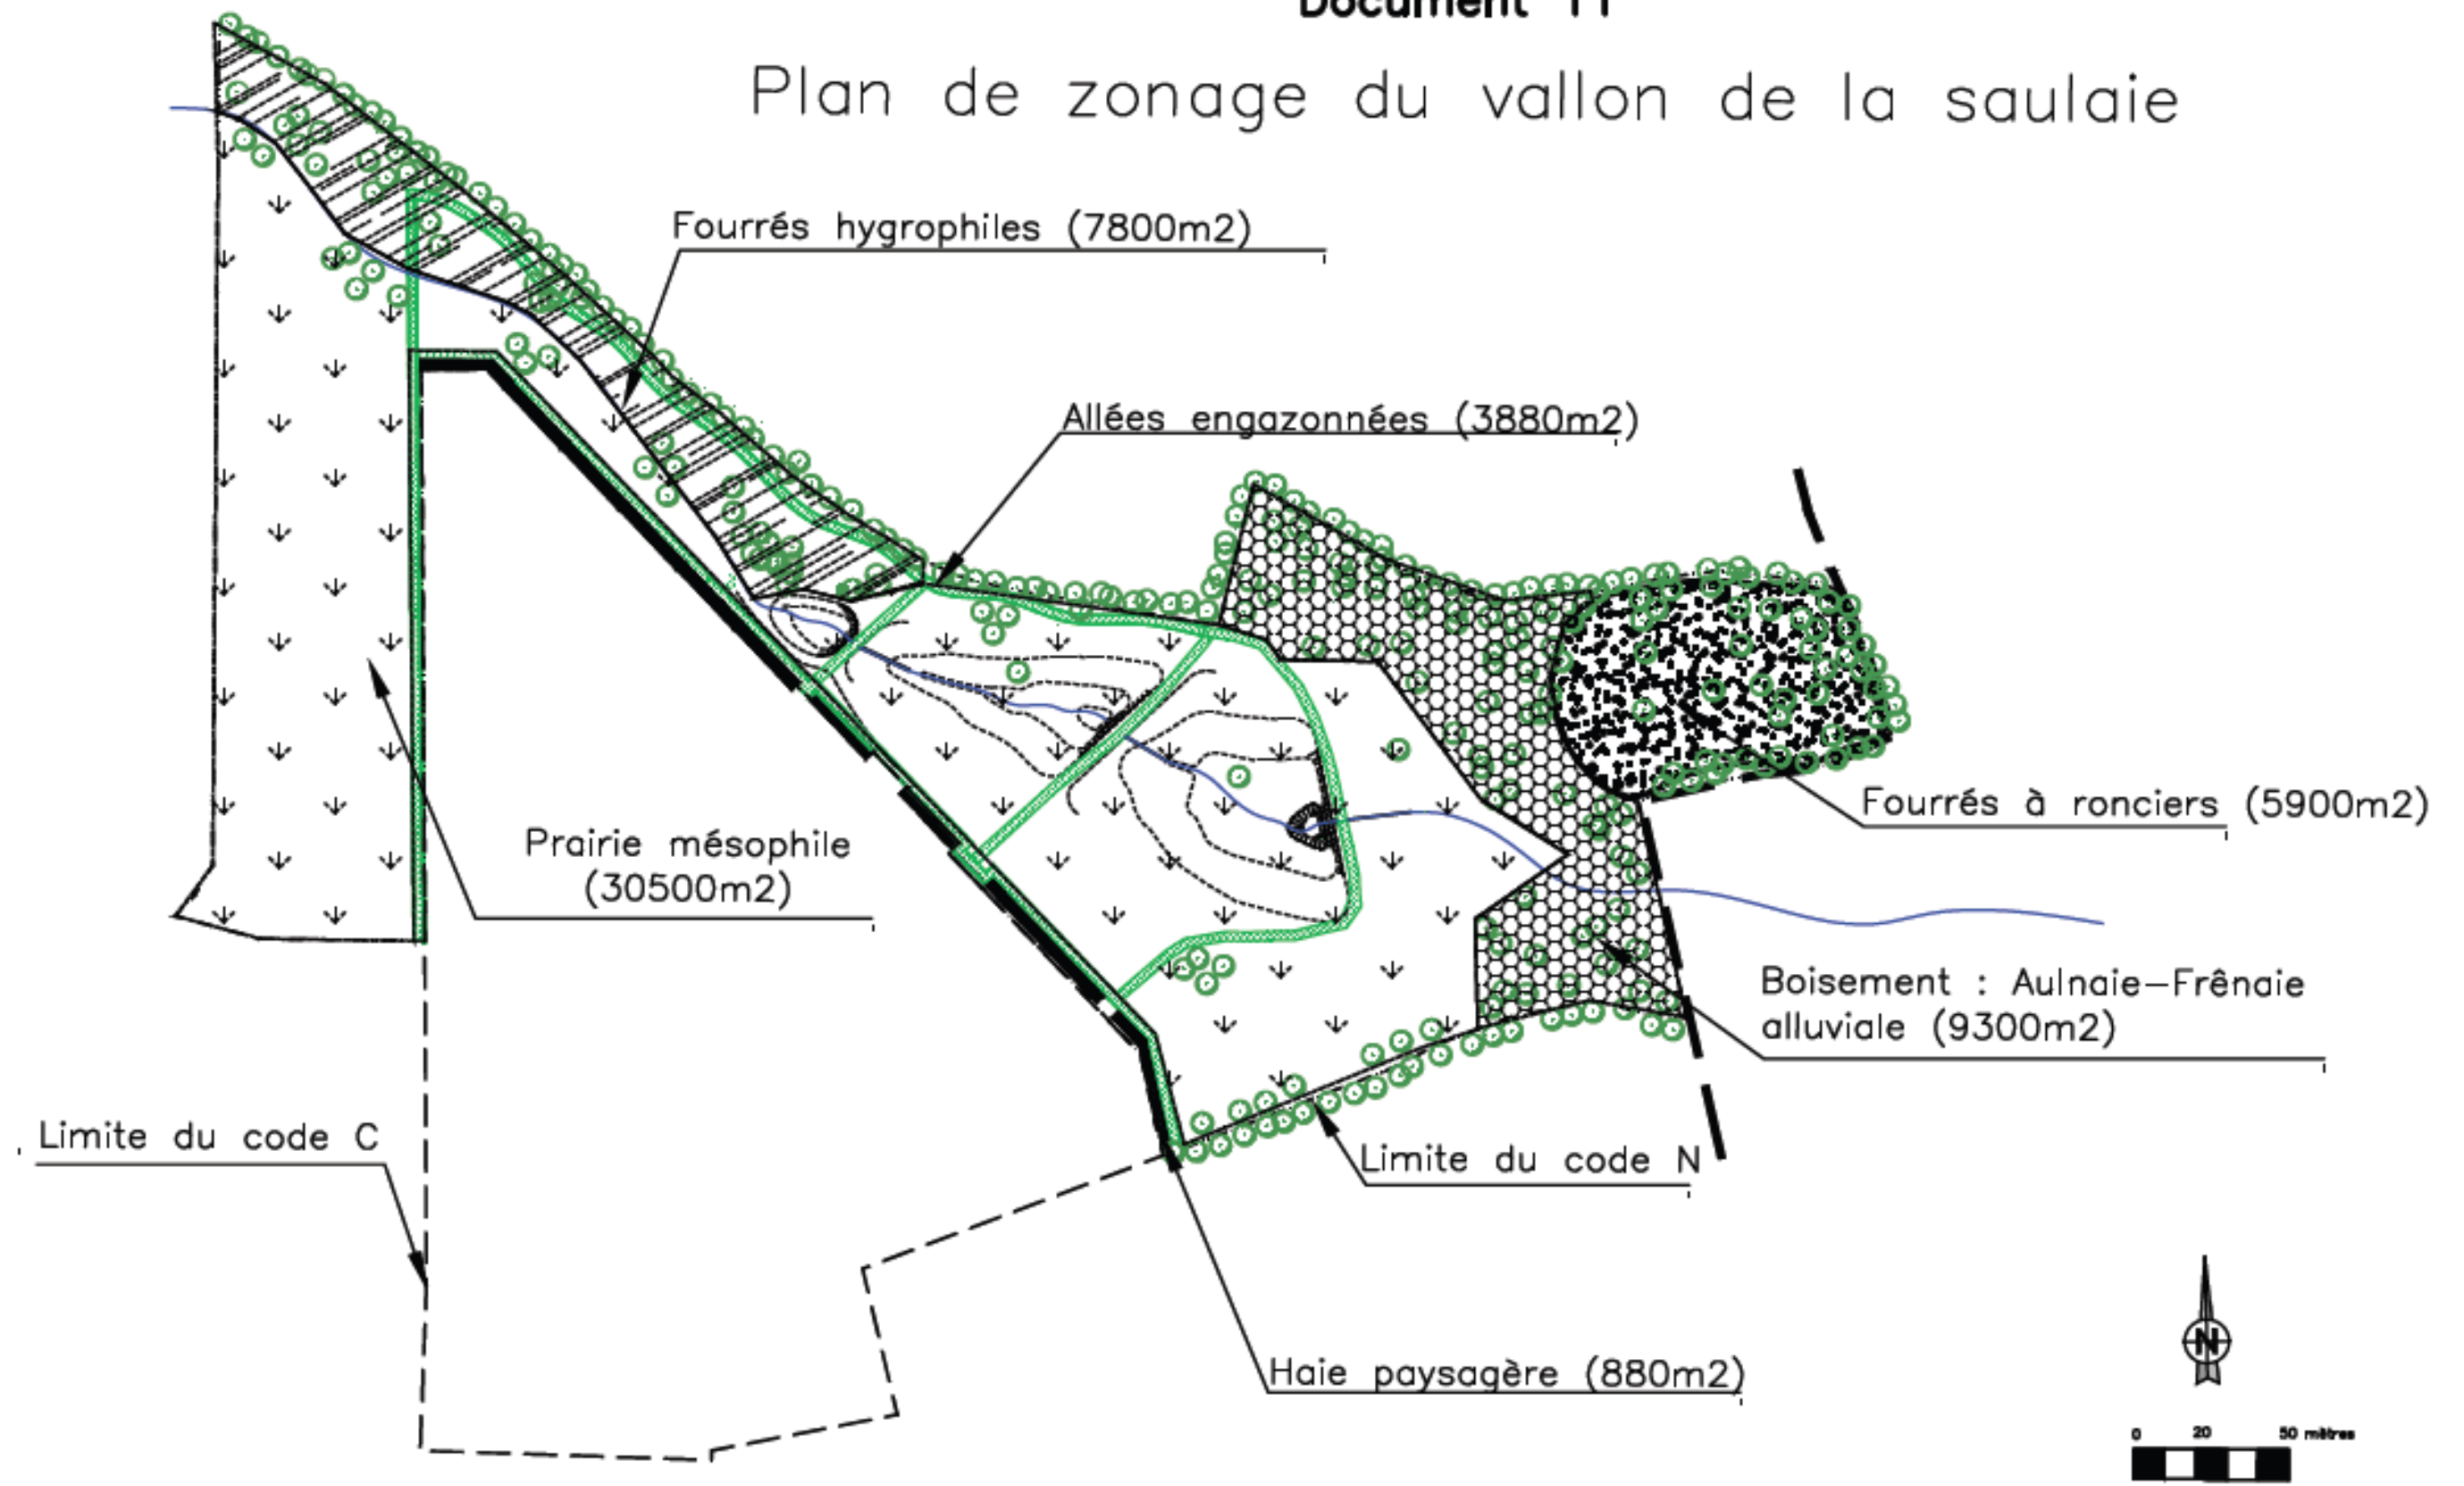 Document 11
Plan de zonage du vallon de la saulaie
Fourrés hygrophiles (7800m2)
Allées engazonnées (3880m2)
Fourrés à ronciers (5900m2)
Prairie mésophile
(30500m2)
Boisement : Aulnaie-Frênaie
alluviale (9300m2)
Limite du code C
Limite du code N
Haie paysagère (880m2)
N
0 20 50 mètres